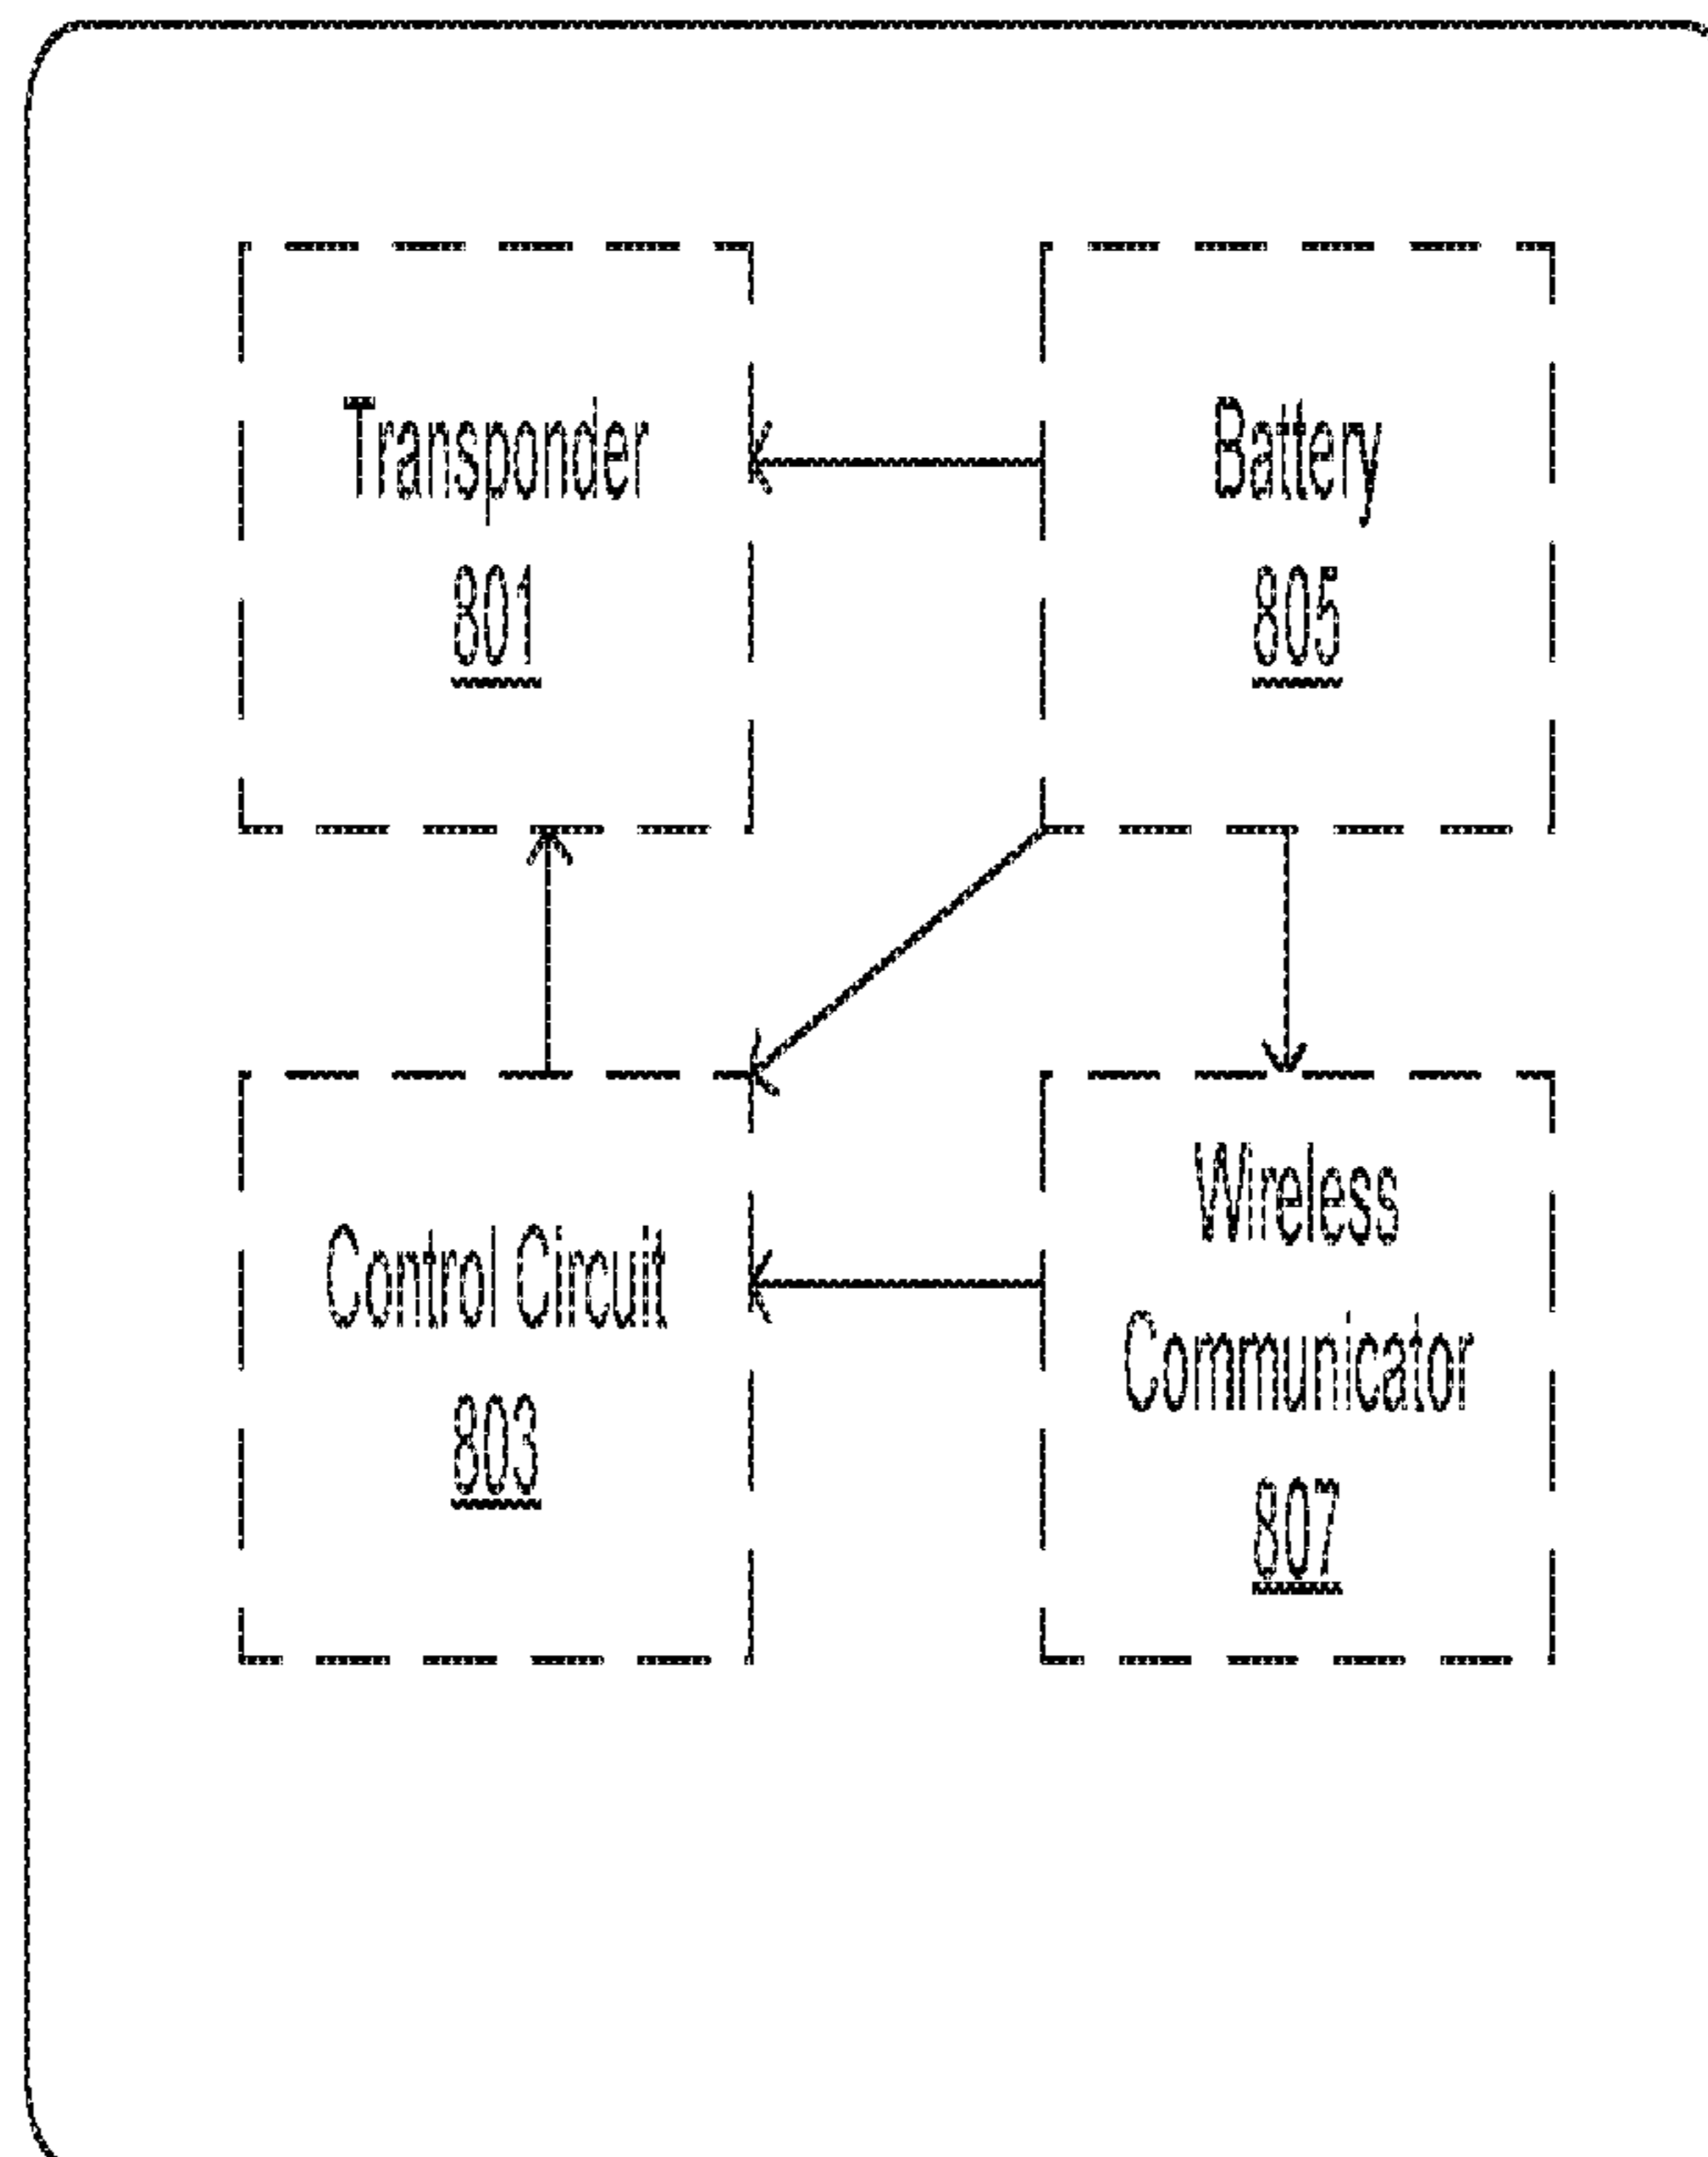 Transponder
801
Battery
805
Control Circuit
803
Wireless
Communicator
807